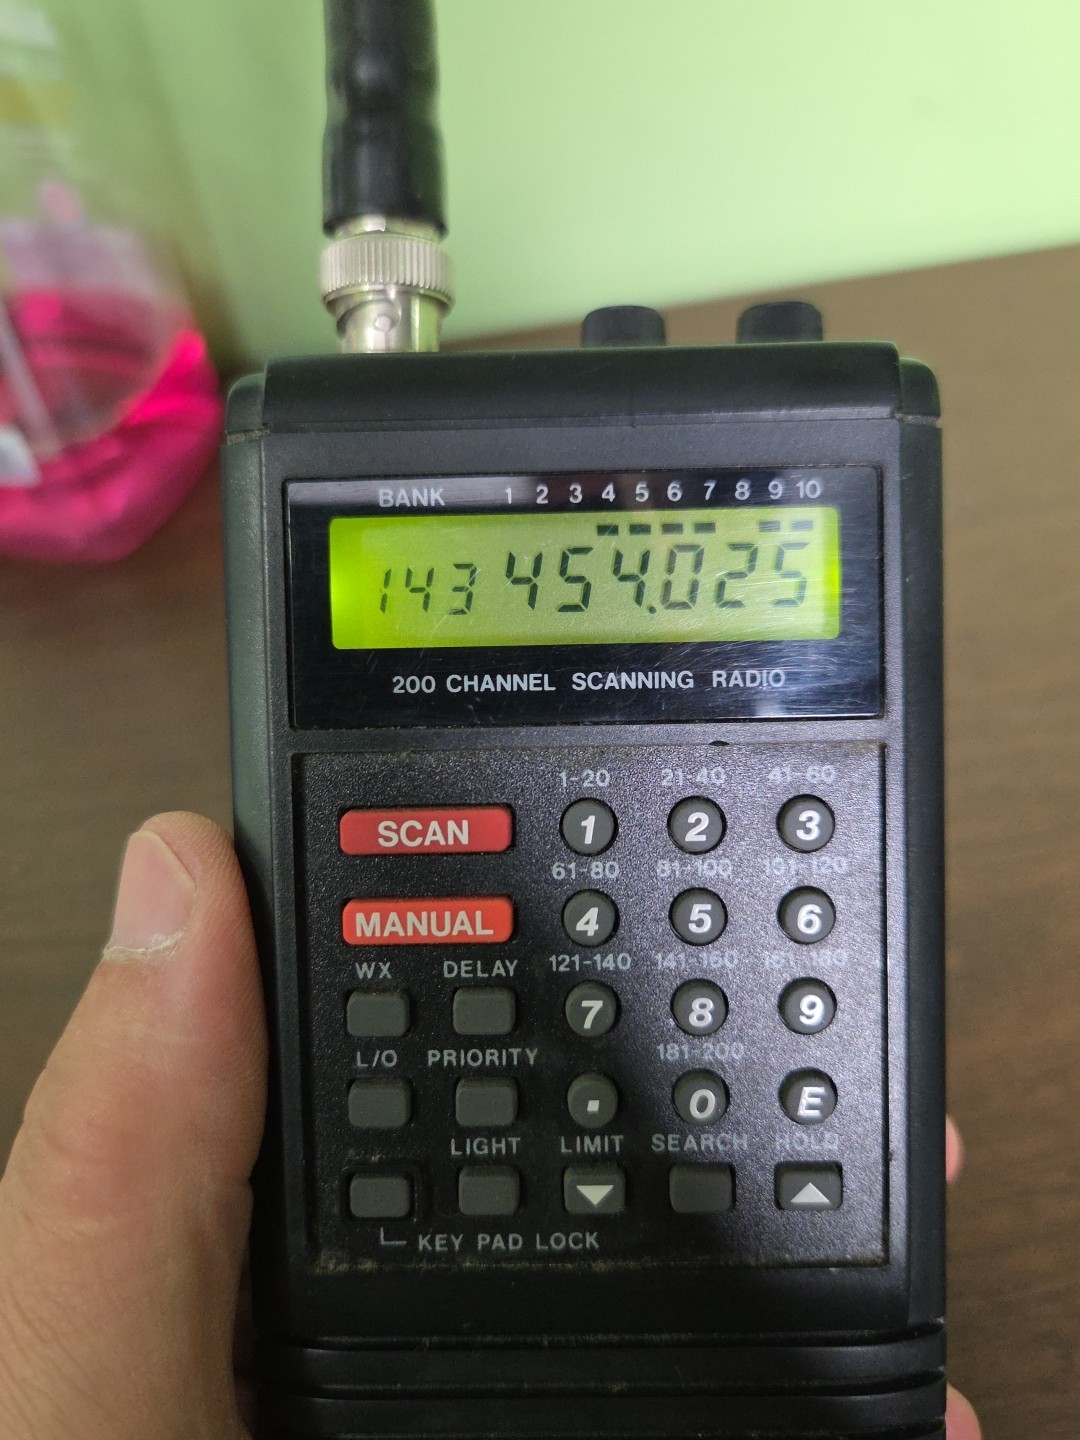 BANK 1 2 3 4 5 6 7 8 9 10
143 454.025
200 CHANNEL SCANNING RADIO
1-20 21-40 41-60
SCAN 1 2 3
61-80 81-100 101-120
MANUAL 4 5 6
WX DELAY 121-140 141-160 161-180
7 8 9
L/O PRIORITY 181-200
. 0 E
LIGHT LIMIT SEARCH HOLD
KEY PAD LOCK